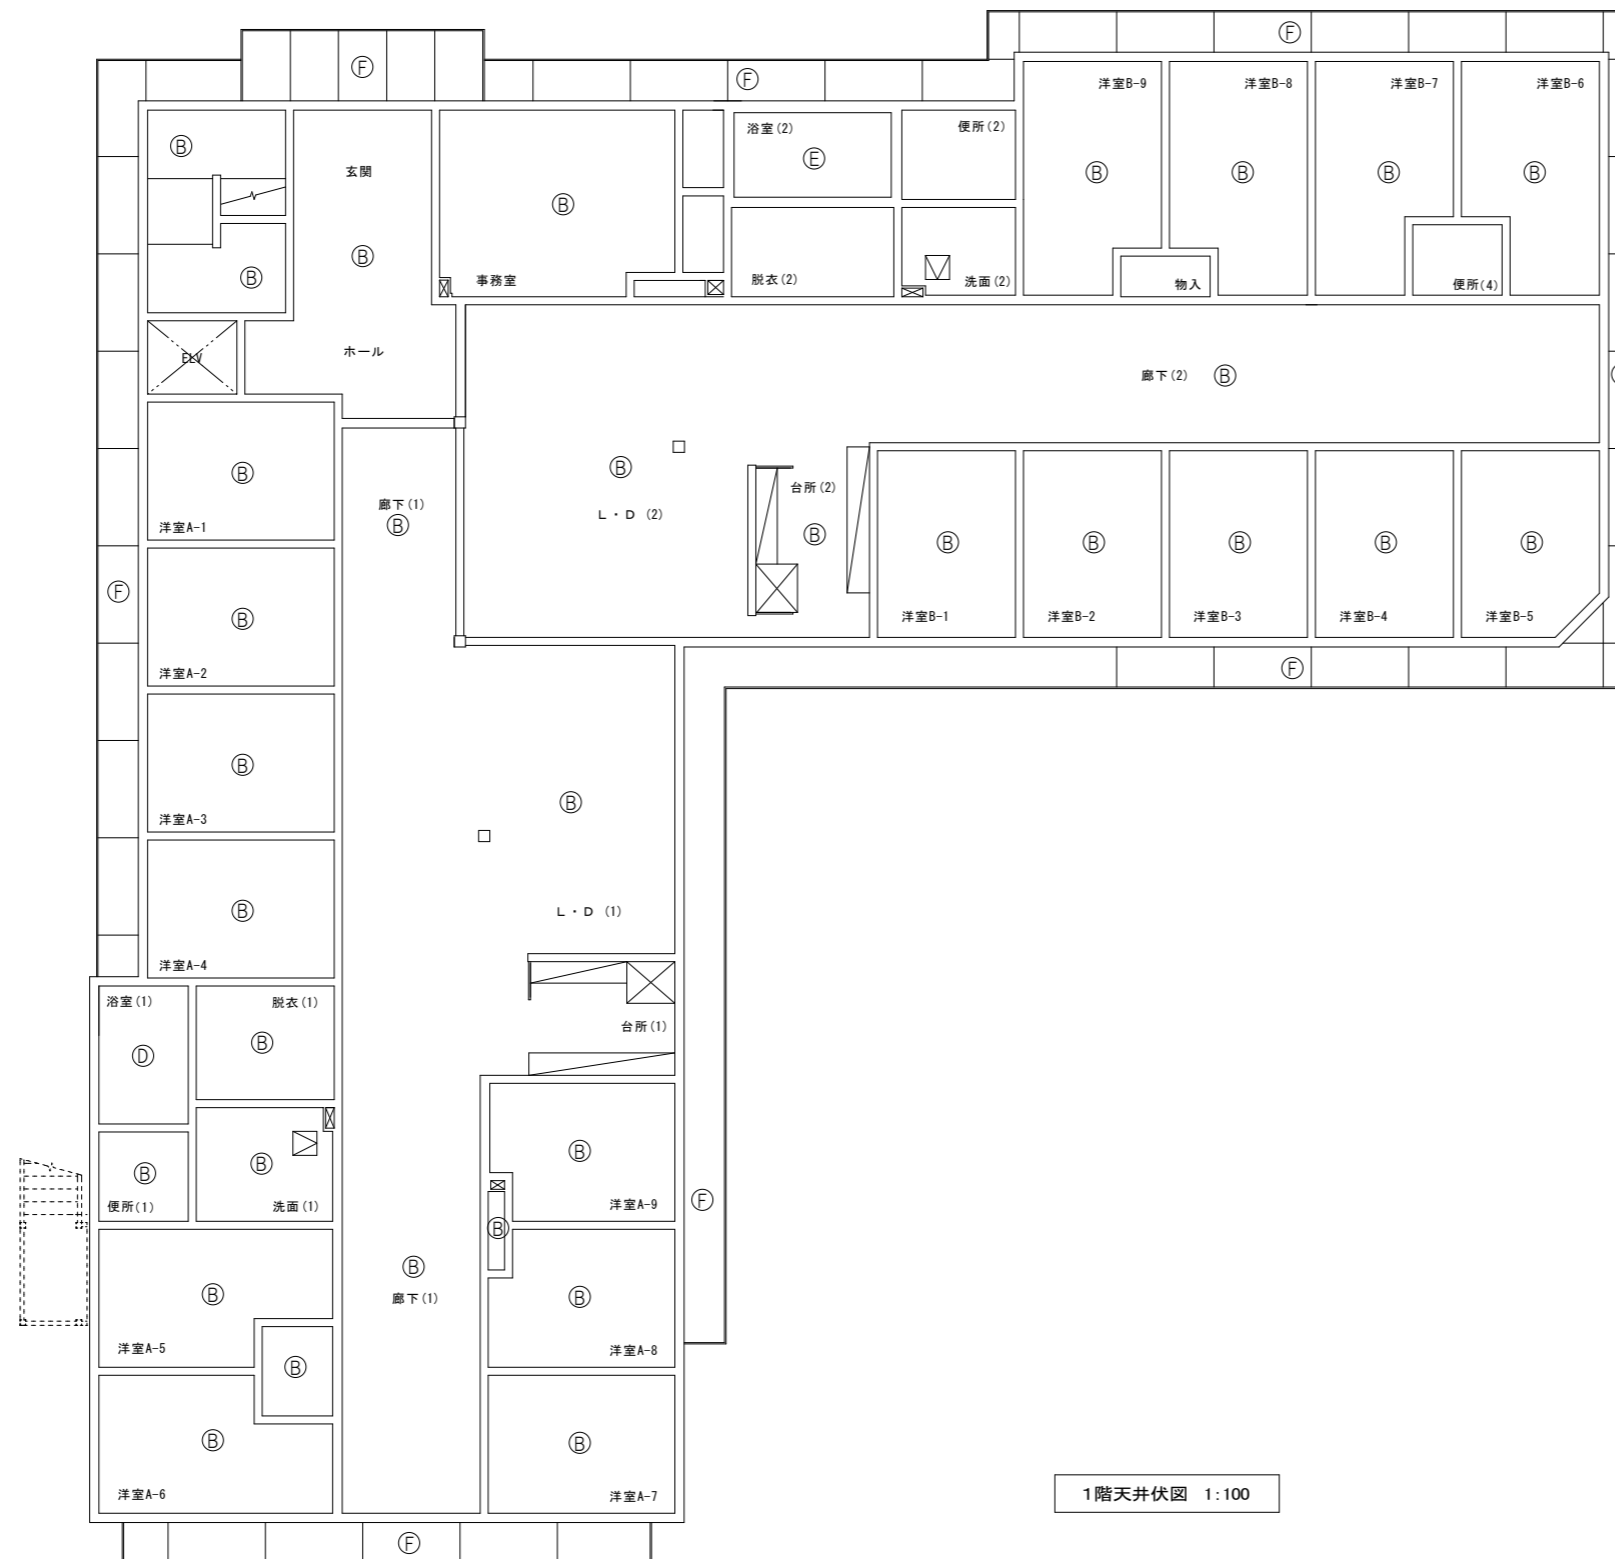 Ⓕ
Ⓕ
Ⓕ
洋室B-9
洋室B-8
洋室B-7
洋室B-6
浴室(2)
便所(2)
Ⓑ
Ⓔ
玄関
Ⓑ
Ⓑ
Ⓑ
Ⓑ
Ⓑ
Ⓑ
Ⓑ
事務室
脱衣(2)
洗面(2)
物入
便所(4)
ELV
ホール
廊下(2) Ⓑ
Ⓑ
Ⓑ
台所(2)
廊下(1)
Ⓑ
L・D (2)
洋室A-1
Ⓑ
Ⓑ
Ⓑ
Ⓑ
Ⓑ
Ⓑ
Ⓕ
Ⓑ
洋室B-1
洋室B-2
洋室B-3
洋室B-4
洋室B-5
洋室A-2
Ⓕ
Ⓑ
洋室A-3
Ⓑ
Ⓑ
洋室A-4
L・D (1)
浴室(1)
脱衣(1)
台所(1)
Ⓓ
Ⓑ
Ⓑ
Ⓑ
Ⓑ
便所(1)
洗面(1)
洋室A-9
Ⓕ
Ⓑ
Ⓑ
Ⓑ
廊下(1)
Ⓑ
洋室A-5
洋室A-8
Ⓑ
Ⓑ
Ⓑ
洋室A-6
洋室A-7
1階天井伏図 1:100
Ⓕ